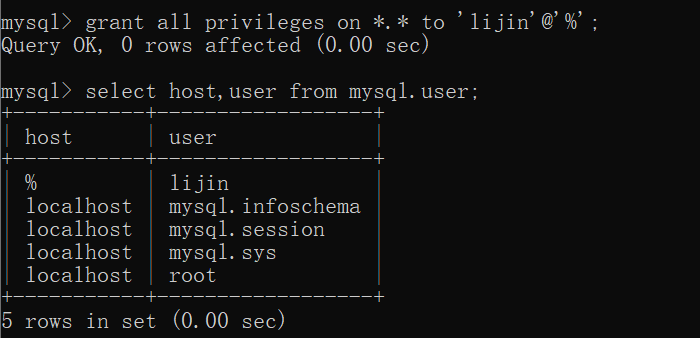 mysql> grant all privileges on *.* to 'lijin'@'%';
Query OK, 0 rows affected (0.00 sec)
mysql> select host,user from mysql.user;
+-----------+------------------+
| host      | user             |
+-----------+------------------+
| %         | lijin            |
| localhost | mysql.infoschema |
| localhost | mysql.session    |
| localhost | mysql.sys        |
| localhost | root             |
+-----------+------------------+
5 rows in set (0.00 sec)